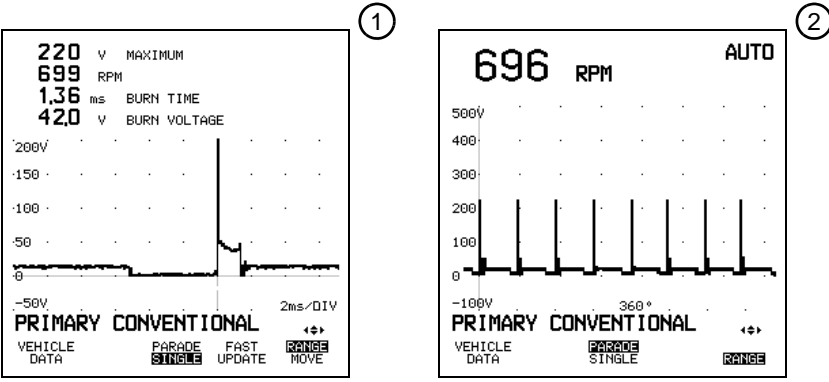 1
220 V MAXIMUM
699 RPM
1.36 ms BURN TIME
42.0 V BURN VOLTAGE
200V
150
100
50
0
-50V
2ms/DIV
PRIMARY CONVENTIONAL
VEHICLE DATA
PARADE SINGLE
FAST UPDATE
RANGE MOVE
2
696 RPM
AUTO
500V
400
300
200
100
0
-100V
360°
PRIMARY CONVENTIONAL
VEHICLE DATA
PARADE SINGLE
RANGE